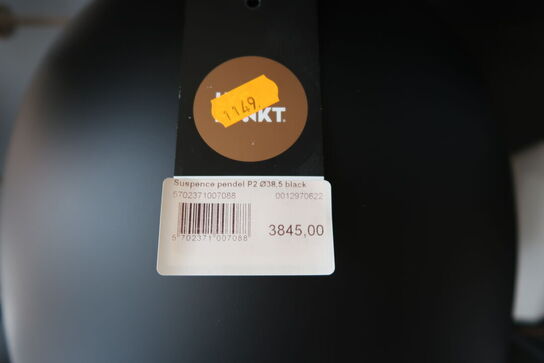 1149,
NKT.
Suspence pendel P2 Ø38,5 black
5702371007088
0012970622
3845,00
5 702371 007088